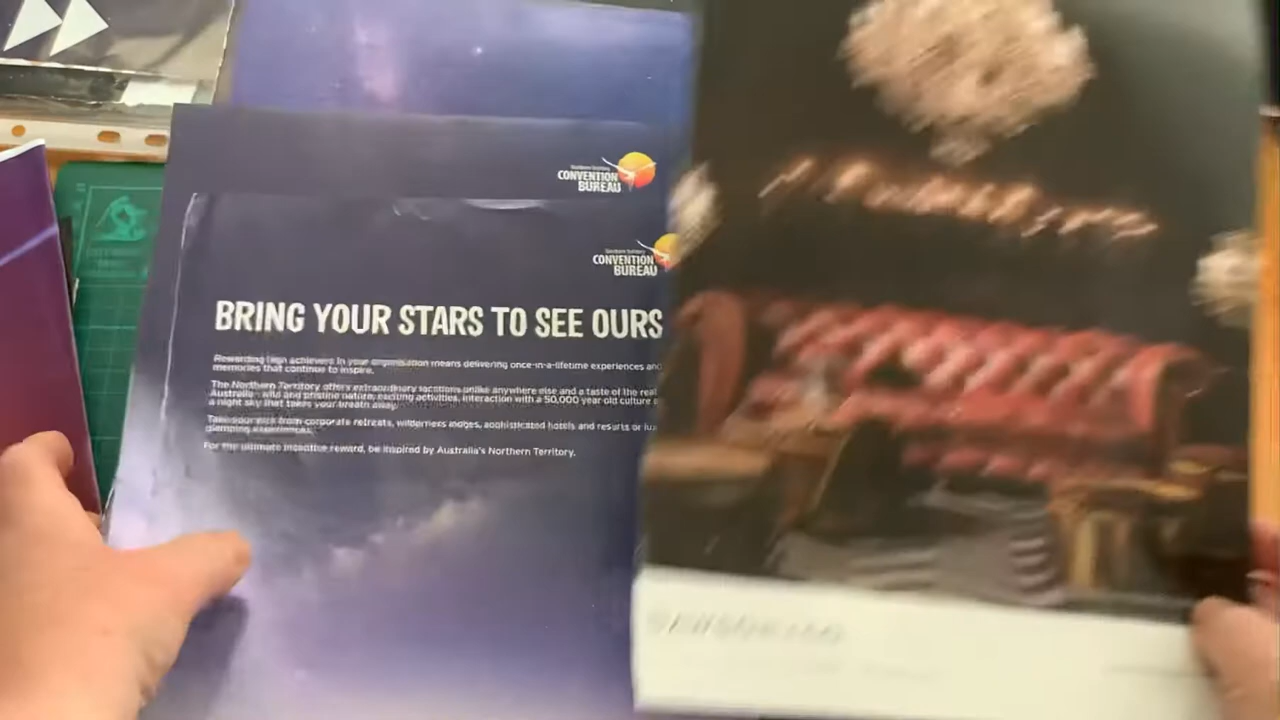 Northern Territory
CONVENTION
BUREAU
Northern Territory
CONVENTION
BUREAU
BRING YOUR STARS TO SEE OURS
Rewarding high achievers in your organisation means delivering once-in-a-lifetime experiences and
memories that continue to inspire.
The Northern Territory offers extraordinary locations unlike anywhere else and a taste of the real
Australia - wild and pristine nature, exciting activities, interaction with a 50,000 year old culture
a night sky that takes your breath away.
Take your pick from corporate retreats, wilderness lodges, sophisticated hotels and resorts or
glamping experiences.
For the ultimate incentive reward, be inspired by Australia's Northern Territory.